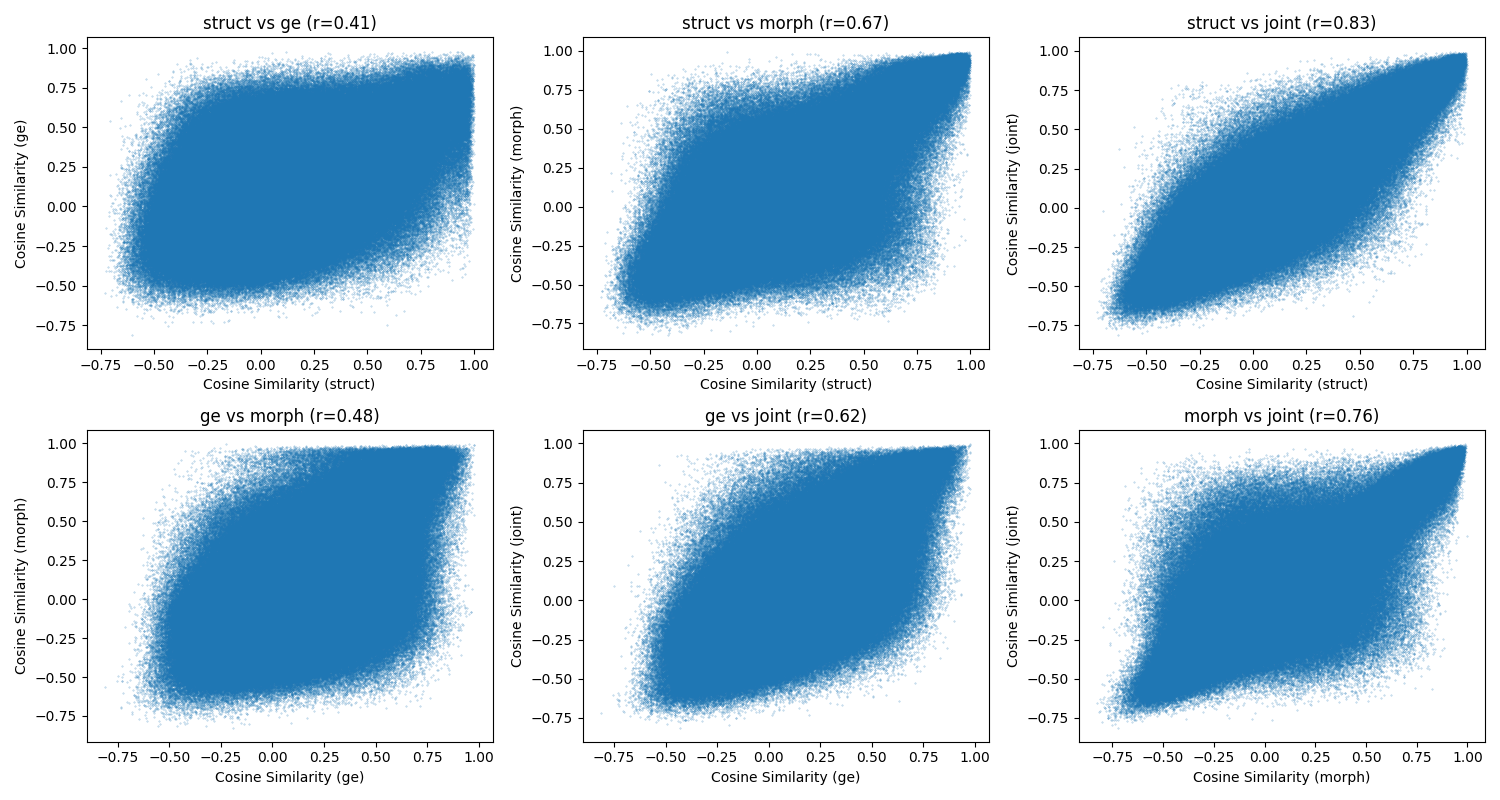 struct vs ge (r=0.41)
struct vs morph (r=0.67)
struct vs joint (r=0.83)
1.00
0.75
0.50
0.25
0.00
−0.25
−0.50
−0.75
Cosine Similarity (ge)
−0.75 −0.50 −0.25 0.00 0.25 0.50 0.75 1.00
Cosine Similarity (struct)
1.00
0.75
0.50
0.25
0.00
−0.25
−0.50
−0.75
Cosine Similarity (morph)
−0.75 −0.50 −0.25 0.00 0.25 0.50 0.75 1.00
Cosine Similarity (struct)
1.00
0.75
0.50
0.25
0.00
−0.25
−0.50
−0.75
Cosine Similarity (joint)
−0.75 −0.50 −0.25 0.00 0.25 0.50 0.75 1.00
Cosine Similarity (struct)
ge vs morph (r=0.48)
ge vs joint (r=0.62)
morph vs joint (r=0.76)
1.00
0.75
0.50
0.25
0.00
−0.25
−0.50
−0.75
Cosine Similarity (morph)
−0.75 −0.50 −0.25 0.00 0.25 0.50 0.75 1.00
Cosine Similarity (ge)
1.00
0.75
0.50
0.25
0.00
−0.25
−0.50
−0.75
Cosine Similarity (joint)
−0.75 −0.50 −0.25 0.00 0.25 0.50 0.75 1.00
Cosine Similarity (ge)
1.00
0.75
0.50
0.25
0.00
−0.25
−0.50
−0.75
Cosine Similarity (joint)
−0.75 −0.50 −0.25 0.00 0.25 0.50 0.75 1.00
Cosine Similarity (morph)